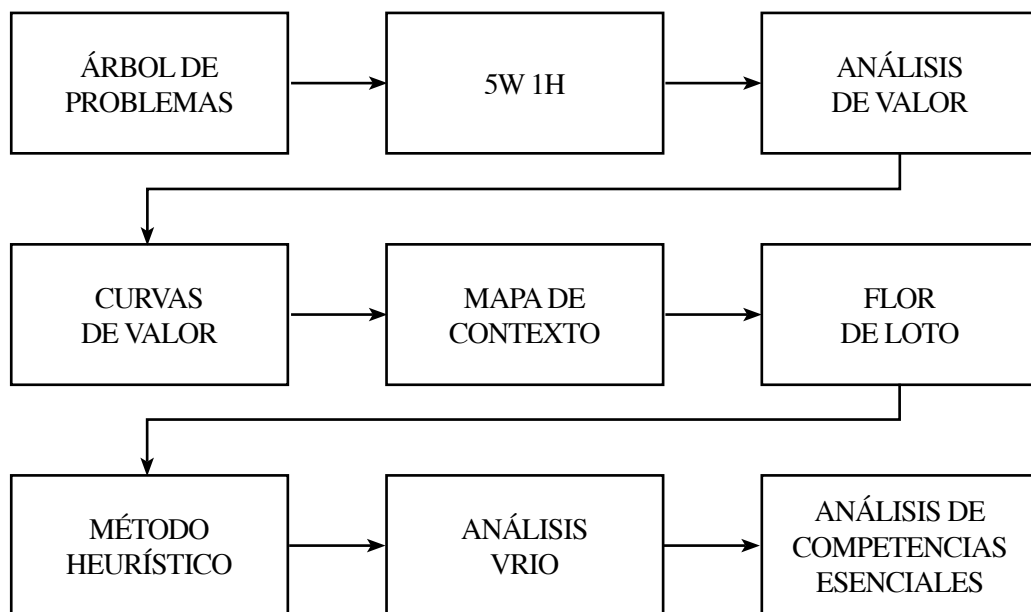 ÁRBOL DE
PROBLEMAS
5W 1H
ANÁLISIS
DE VALOR
CURVAS
DE VALOR
MAPA DE
CONTEXTO
FLOR
DE LOTO
MÉTODO
HEURÍSTICO
ANÁLISIS
VRIO
ANÁLISIS DE
COMPETENCIAS
ESENCIALES